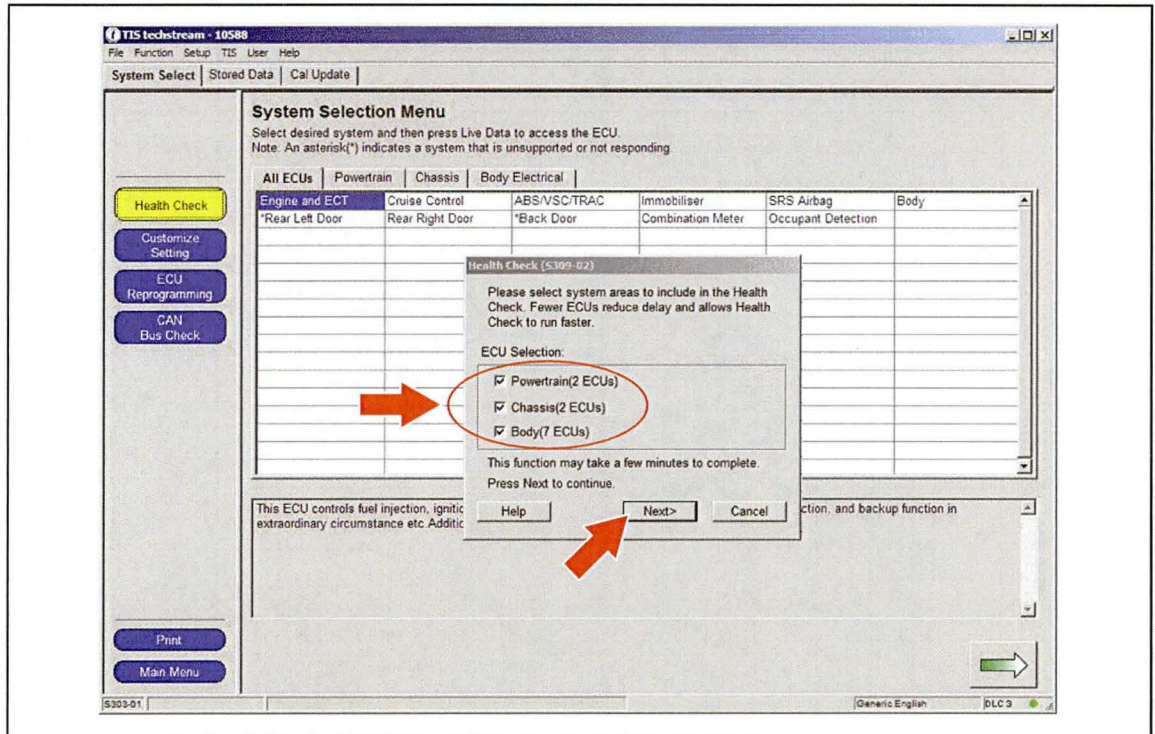 TIS techstream - 10588
File Function Setup TIS User Help
System Select Stored Data Cal Update
System Selection Menu
Select desired system and then press Live Data to access the ECU.
Note: An asterisk(*) indicates a system that is unsupported or not responding.
All ECUs Powertrain Chassis Body Electrical
Engine and ECT Cruise Control ABS/VSC/TRAC Immobiliser SRS Airbag Body
*Rear Left Door Rear Right Door *Back Door Combination Meter Occupant Detection
Health Check
Customize
Setting
ECU
Reprogramming
CAN
Bus Check
Health Check (S309-02)
Please select system areas to include in the Health
Check. Fewer ECUs reduce delay and allows Health
Check to run faster.
ECU Selection:
Powertrain(2 ECUs)
Chassis(2 ECUs)
Body(7 ECUs)
This function may take a few minutes to complete.
Press Next to continue.
Help Next> Cancel
This ECU controls fuel injection, ignitic ction, and backup function in
extraordinary circumstance etc.Additic
Print
Main Menu
S303-01 Generic English DLC 3